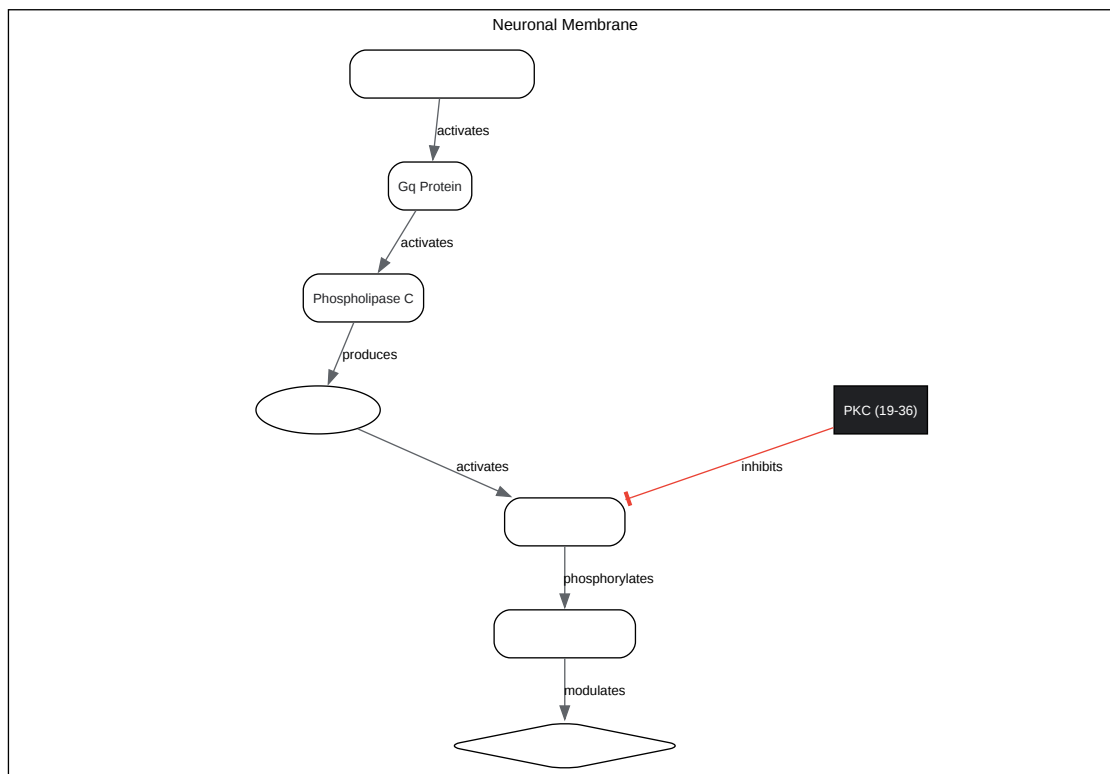 Neuronal Membrane
activates
Gq Protein
activates
Phospholipase C
produces
PKC (19-36)
activates
inhibits
phosphorylates
modulates